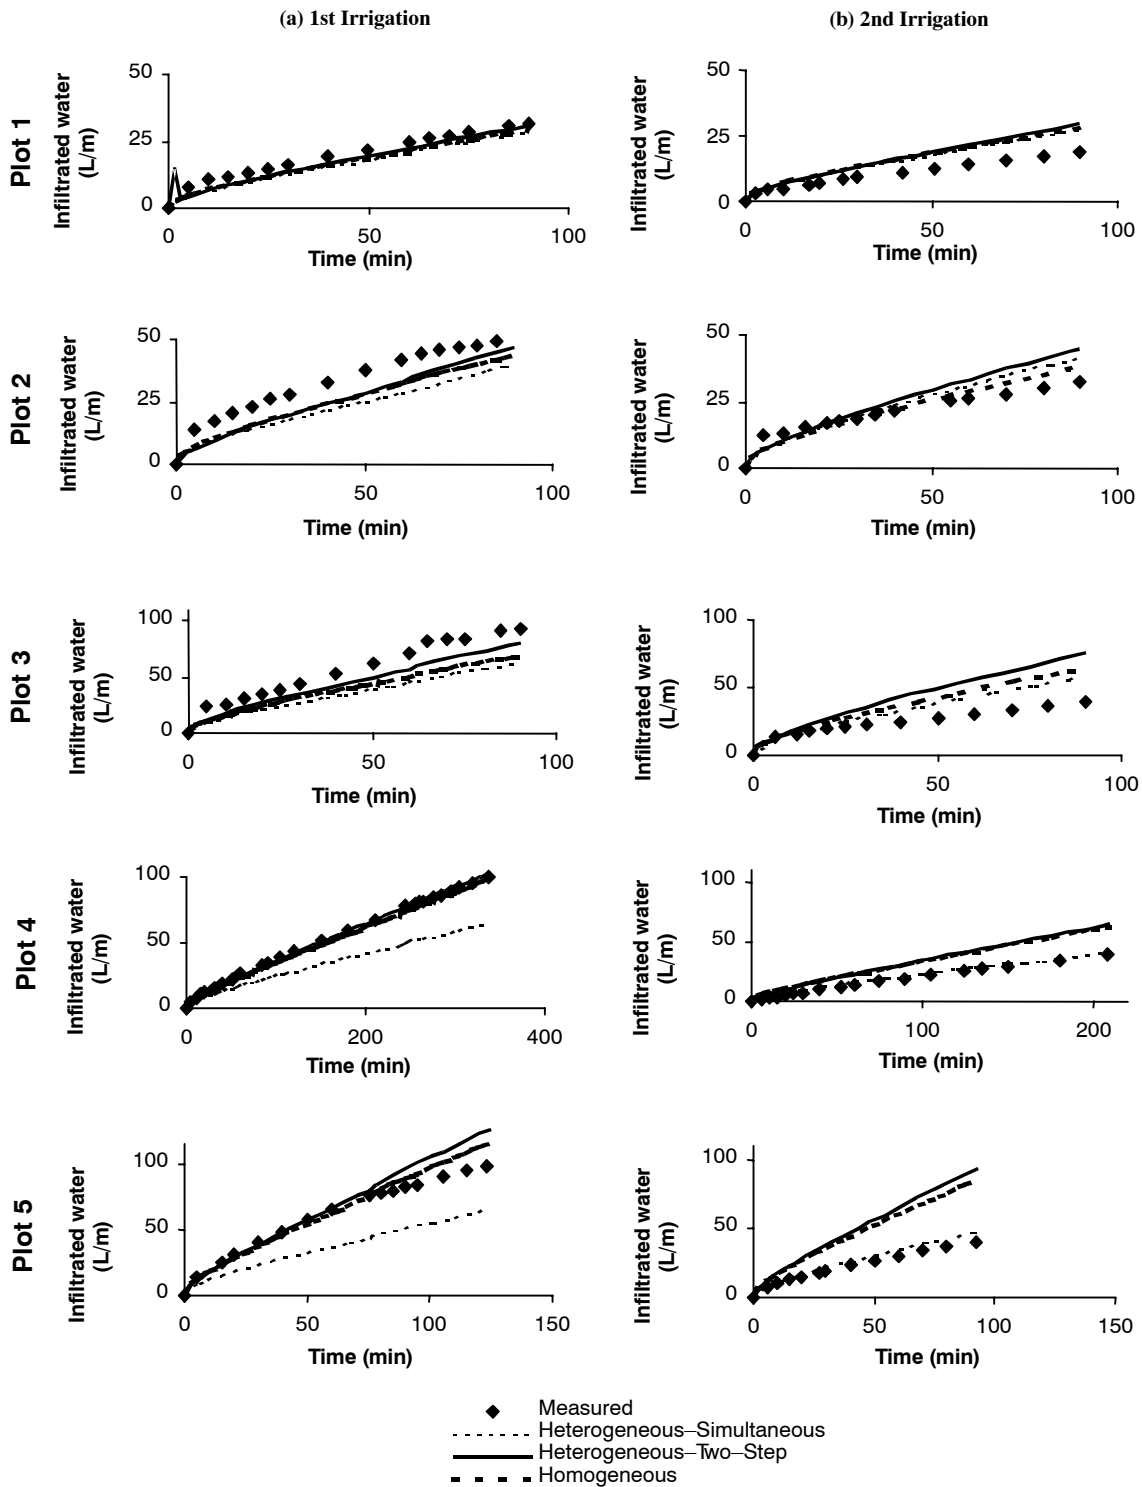 (a) 1st Irrigation
(b) 2nd Irrigation
Plot 1
Infiltrated water
(L/m)
50
25
0
0
50
100
Time (min)
Infiltrated water
(L/m)
50
25
0
0
50
100
Time (min)
Plot 2
Infiltrated water
(L/m)
50
25
0
0
50
100
Time (min)
Infiltrated water
(L/m)
50
25
0
0
50
100
Time (min)
Plot 3
Infiltrated water
(L/m)
100
50
0
0
50
100
Time (min)
Infiltrated water
(L/m)
100
50
0
0
50
100
Time (min)
Plot 4
Infiltrated water
(L/m)
100
50
0
0
200
400
Time (min)
Infiltrated water
(L/m)
100
50
0
0
100
200
Time (min)
Plot 5
Infiltrated water
(L/m)
100
50
0
0
50
100
150
Time (min)
Infiltrated water
(L/m)
100
50
0
0
50
100
150
Time (min)
Measured
Heterogeneous–Simultaneous
Heterogeneous–Two–Step
Homogeneous